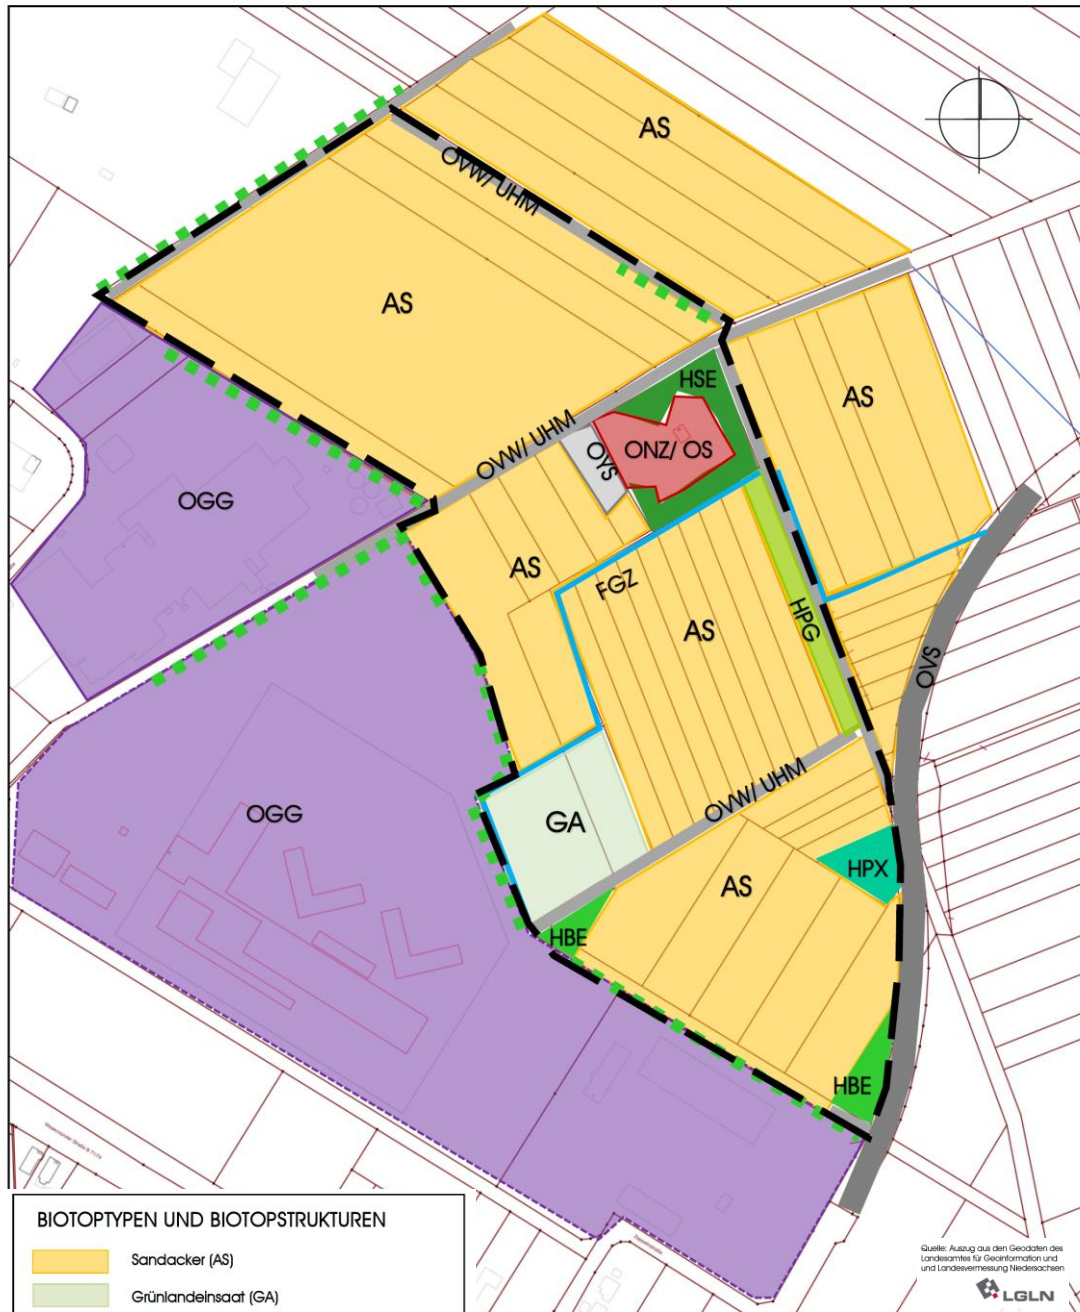 AS
OVW/ UHM
AS
AS
HSE
ONZ/ OS
OYS
OVW/ UHM
OGG
AS
FGZ
AS
HPG
OVS
OGG
GA
OVW/ UHM
HPX
AS
HBE
HBE
BIOTOPTYPEN UND BIOTOPSTRUKTUREN
Sandacker (AS)
Grünlandeinsaat (GA)
Quelle: Auszug aus den Geodaten des
Landesamtes für Geoinformation und
und Landesvermessung Niedersachsen
LGLN